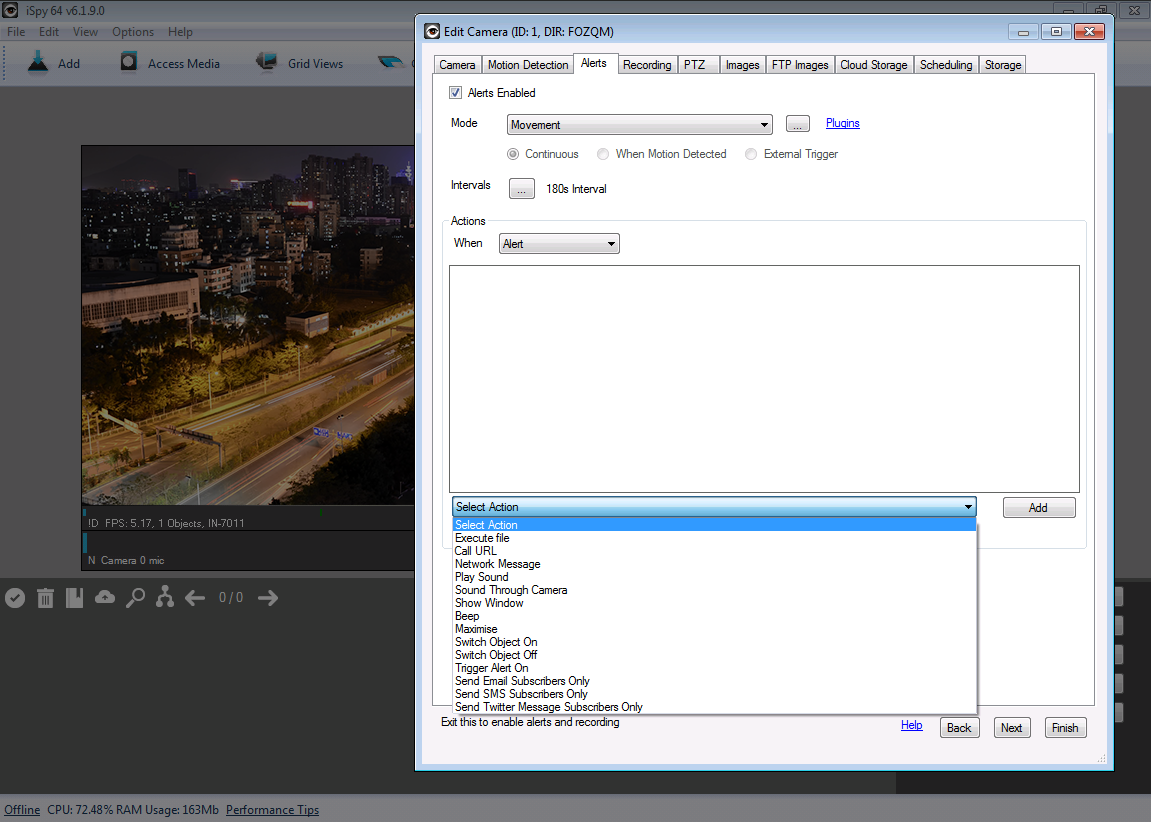 iSpy 64 v6.1.9.0
File Edit View Options Help
Add Access Media Grid Views
Edit Camera (ID: 1, DIR: FOZQM)
Camera Motion Detection Alerts Recording PTZ Images FTP Images Cloud Storage Scheduling Storage
Alerts Enabled
Mode Movement ... Plugins
Continuous When Motion Detected External Trigger
Intervals ... 180s Interval
Actions
When Alert
Select Action Add
Select Action
Execute file
Call URL
Network Message
Play Sound
Sound Through Camera
Show Window
Beep
Maximise
Switch Object On
Switch Object Off
Trigger Alert On
Send Email Subscribers Only
Send SMS Subscribers Only
Send Twitter Message Subscribers Only
Exit this to enable alerts and recording
Help Back Next Finish
ID FPS: 5.17, 1 Objects, IN-7011
N Camera 0 mic
0 / 0
Offline CPU: 72.48% RAM Usage: 163Mb Performance Tips